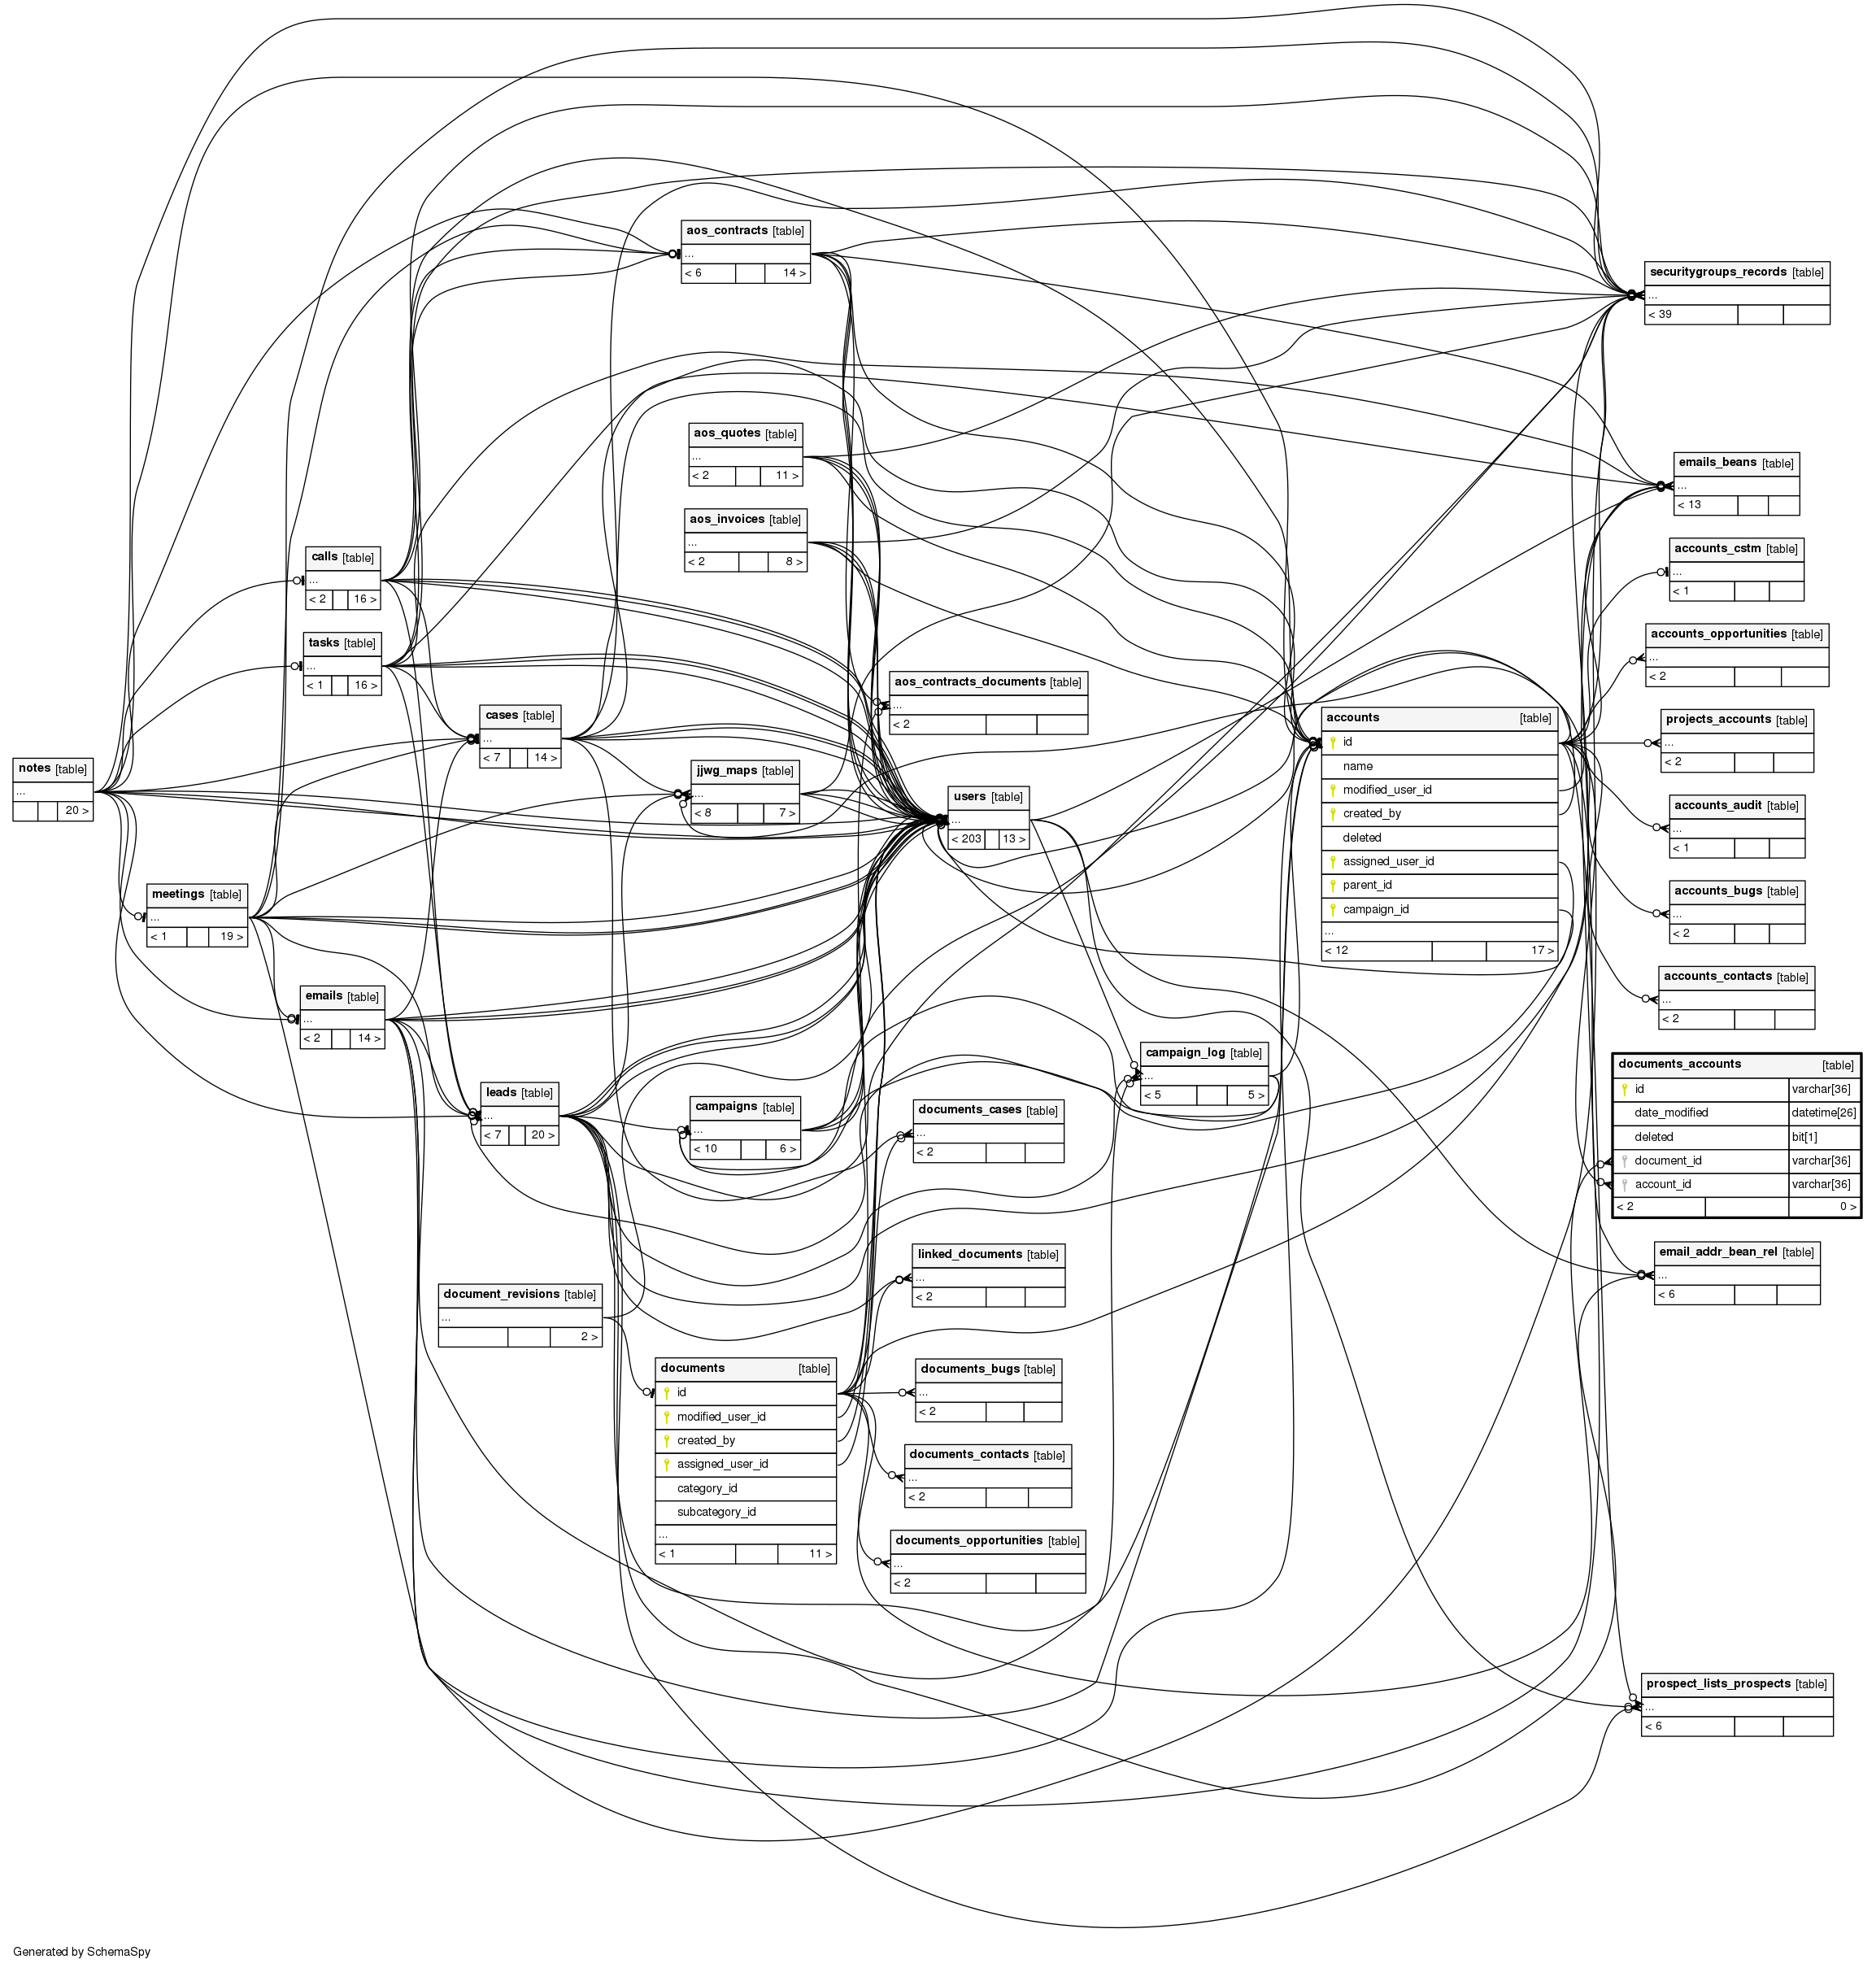 aos_contracts [table]
...
< 6 14 >
securitygroups_records [table]
...
< 39
aos_quotes [table]
...
< 2 11 >
emails_beans [table]
...
< 13
aos_invoices [table]
...
< 2 8 >
accounts_cstm [table]
...
< 1
calls [table]
...
< 2 16 >
accounts_opportunities [table]
...
< 2
tasks [table]
...
< 1 16 >
aos_contracts_documents [table]
...
< 2
cases [table]
...
< 7 14 >
accounts [table]
id
name
modified_user_id
created_by
deleted
assigned_user_id
parent_id
campaign_id
...
< 12 17 >
projects_accounts [table]
...
< 2
notes [table]
...
20 >
jjwg_maps [table]
...
< 8 7 >
users [table]
...
< 203 13 >
accounts_audit [table]
...
< 1
meetings [table]
...
< 1 19 >
accounts_bugs [table]
...
< 2
emails [table]
...
< 2 14 >
accounts_contacts [table]
...
< 2
campaign_log [table]
...
< 5 5 >
documents_accounts [table]
id varchar[36]
date_modified datetime[26]
deleted bit[1]
document_id varchar[36]
account_id varchar[36]
< 2 0 >
leads [table]
...
< 7 20 >
campaigns [table]
...
< 10 6 >
documents_cases [table]
...
< 2
linked_documents [table]
...
< 2
email_addr_bean_rel [table]
...
< 6
document_revisions [table]
...
2 >
documents [table]
id
modified_user_id
created_by
assigned_user_id
category_id
subcategory_id
...
< 1 11 >
documents_bugs [table]
...
< 2
documents_contacts [table]
...
< 2
documents_opportunities [table]
...
< 2
prospect_lists_prospects [table]
...
< 6
Generated by SchemaSpy